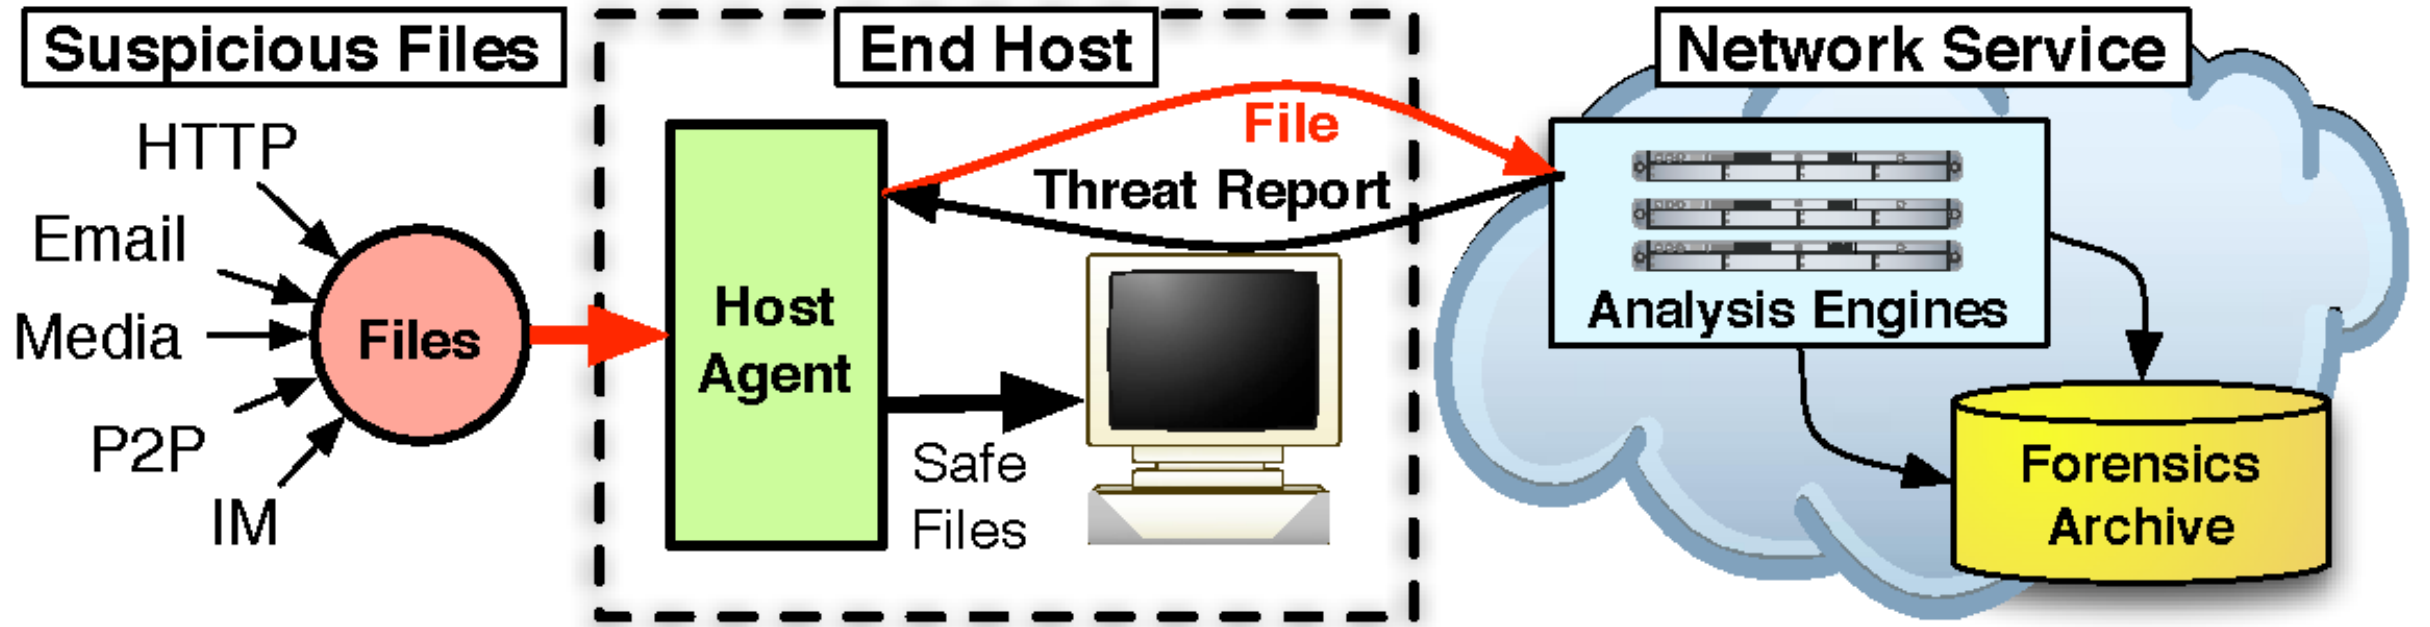 Suspicious Files
End Host
Network Service
HTTP
Email
Media
P2P
IM
Files
Host
Agent
File
Threat Report
Safe
Files
Analysis Engines
Forensics
Archive